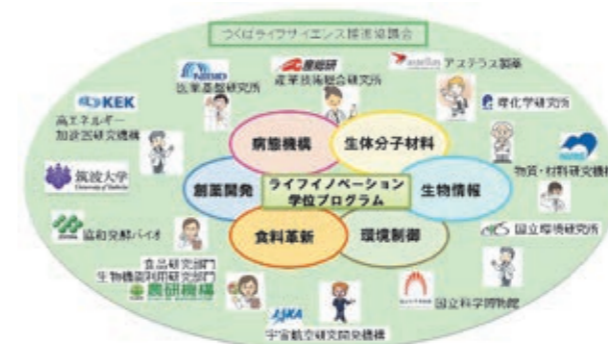 つくばライフサイエンス推進協議会
NIBIO
医薬基盤研究所
産総研
産業技術総合研究所
astellas アステラス製薬
KEK
高エネルギー
加速器研究機構
理化学研究所
病態機構
生体分子材料
NIMS
物質・材料研究機構
筑波大学
University of Tsukuba
創薬開発
ライフイノベーション
学位プログラム
生物情報
協和発酵バイオ
食料革新
環境制御
国立環境研究所
食品研究部門
生物機能利用研究部門
農研機構
JAXA
宇宙航空研究開発機構
国立科学博物館